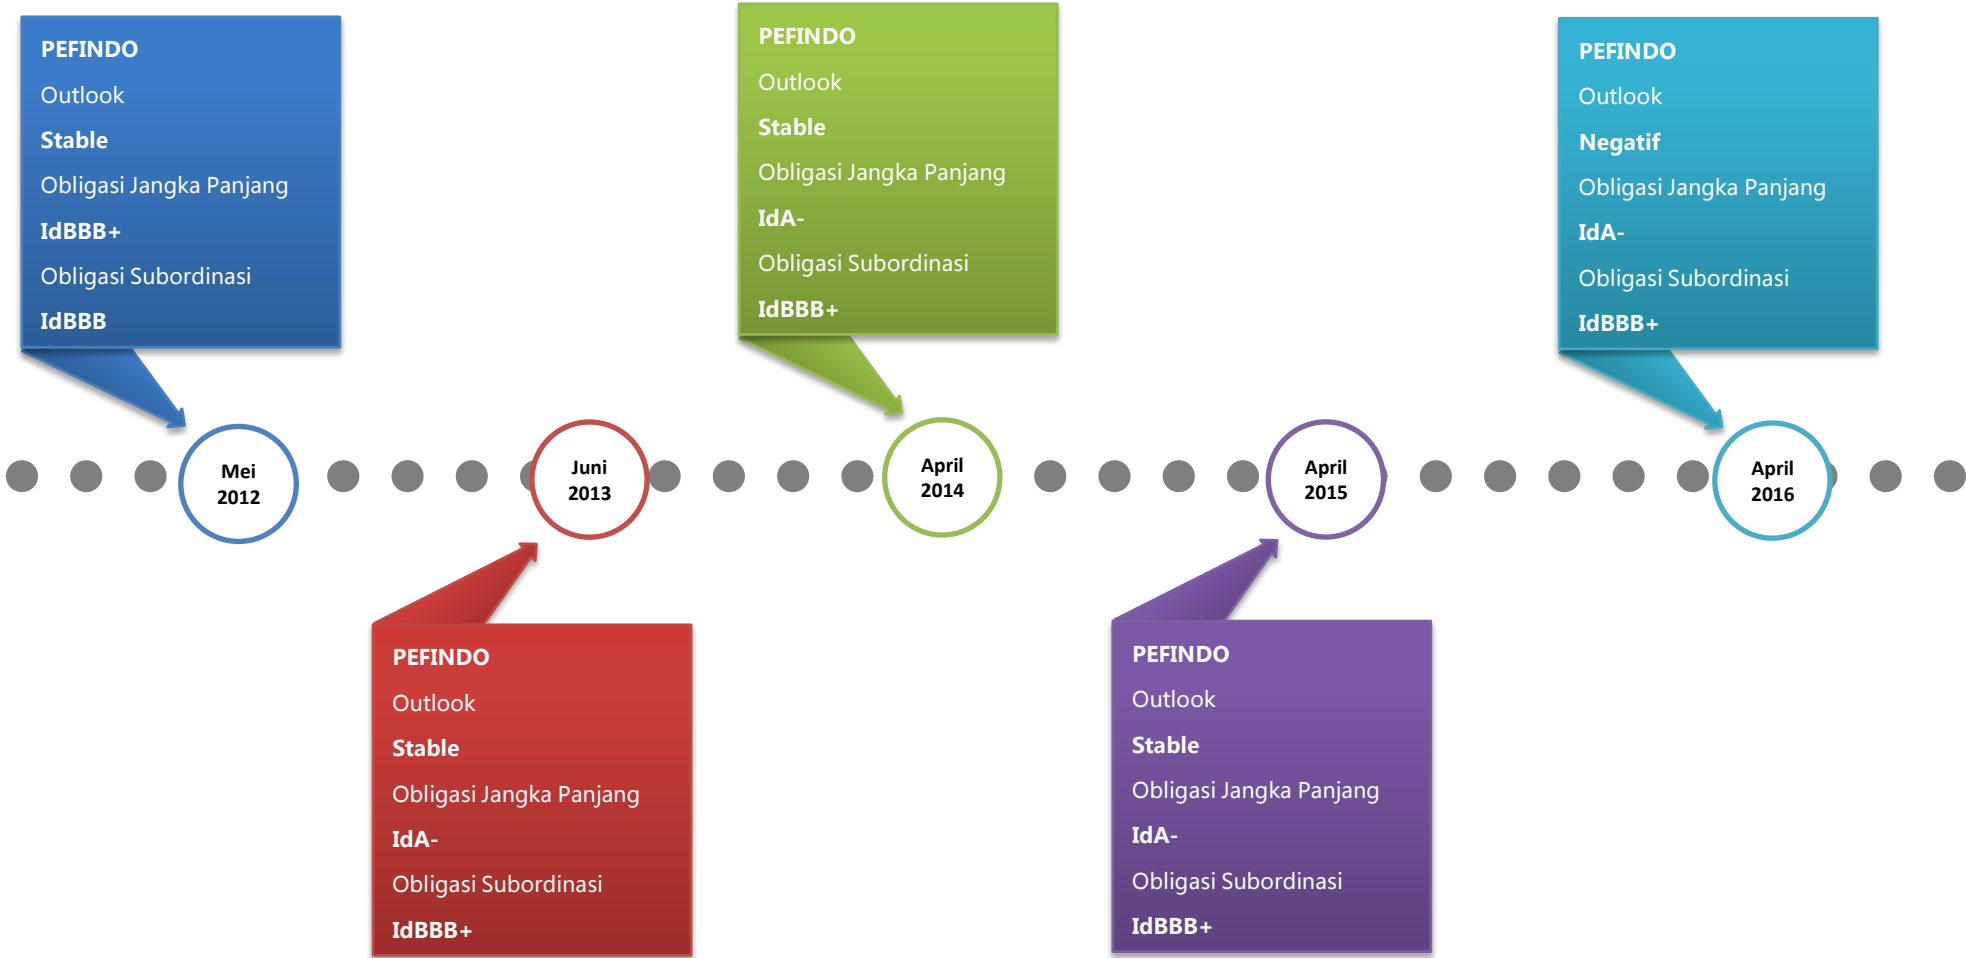 PEFINDO
Outlook
Stable
Obligasi Jangka Panjang
IdBBB+
Obligasi Subordinasi
IdBBB
Mei
2012
PEFINDO
Outlook
Stable
Obligasi Jangka Panjang
IdA-
Obligasi Subordinasi
IdBBB+
Juni
2013
PEFINDO
Outlook
Stable
Obligasi Jangka Panjang
IdA-
Obligasi Subordinasi
IdBBB+
April
2014
PEFINDO
Outlook
Stable
Obligasi Jangka Panjang
IdA-
Obligasi Subordinasi
IdBBB+
April
2015
PEFINDO
Outlook
Negatif
Obligasi Jangka Panjang
IdA-
Obligasi Subordinasi
IdBBB+
April
2016